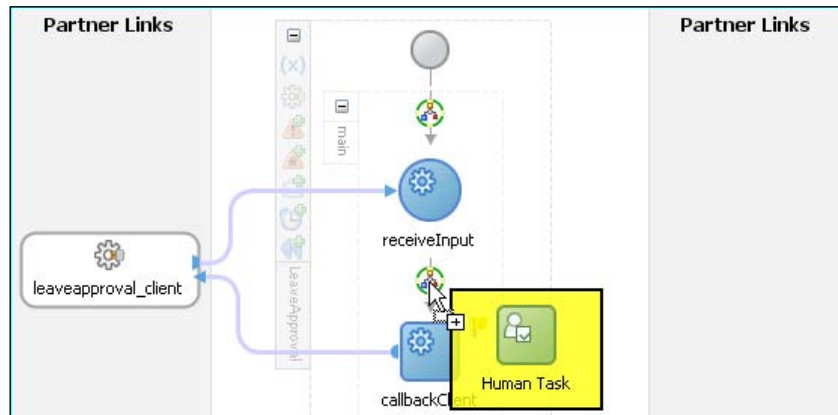 Partner Links
Partner Links
(x)
main
receiveInput
leaveapproval_client
LeaveApproval
Human Task
callbackClient